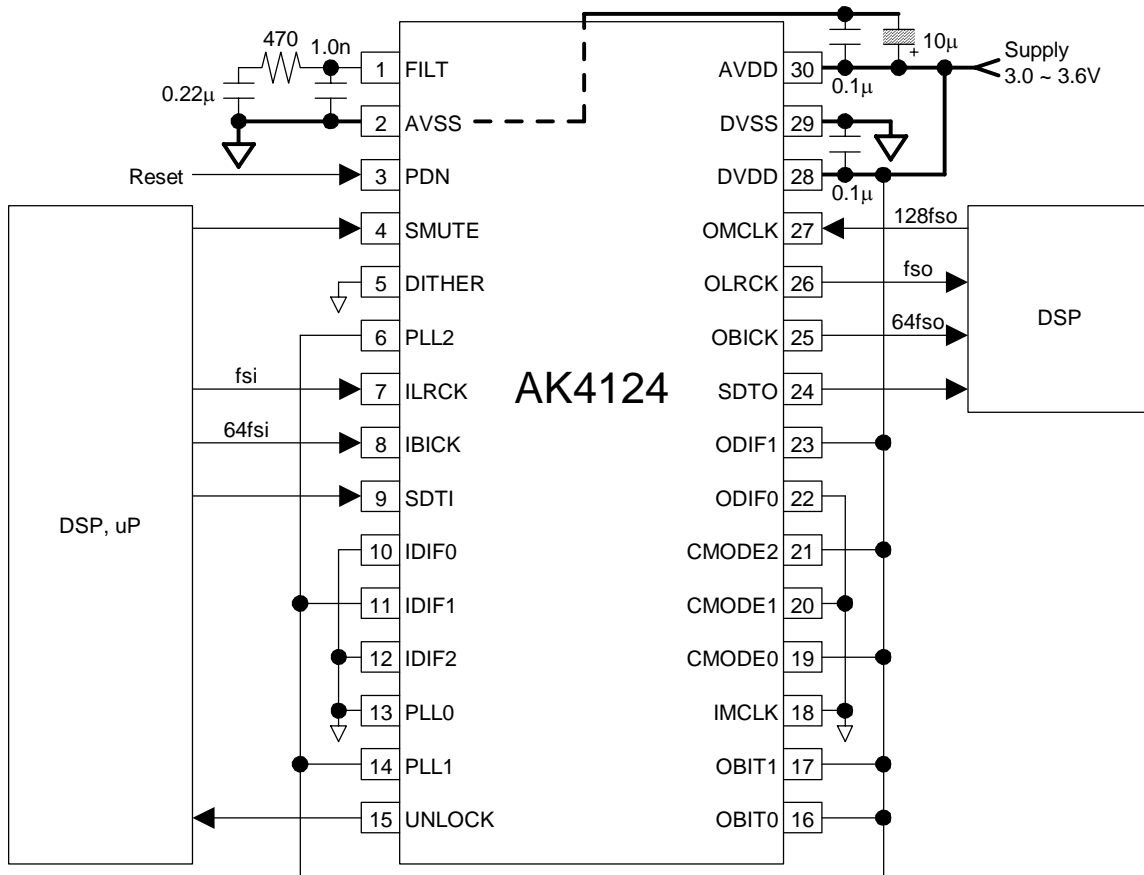 470
1.0n
0.22µ
Reset
DSP, uP
fsi
64fsi
AK4124
1 FILT
2 AVSS
3 PDN
4 SMUTE
5 DITHER
6 PLL2
7 ILRCK
8 IBICK
9 SDTI
10 IDIF0
11 IDIF1
12 IDIF2
13 PLL0
14 PLL1
15 UNLOCK
AVDD 30
DVSS 29
DVDD 28
OMCLK 27
OLRCK 26
OBICK 25
SDTO 24
ODIF1 23
ODIF0 22
CMODE2 21
CMODE1 20
CMODE0 19
IMCLK 18
OBIT1 17
OBIT0 16
10µ
+
0.1µ
Supply
3.0 ~ 3.6V
0.1µ
128fso
fso
64fso
DSP